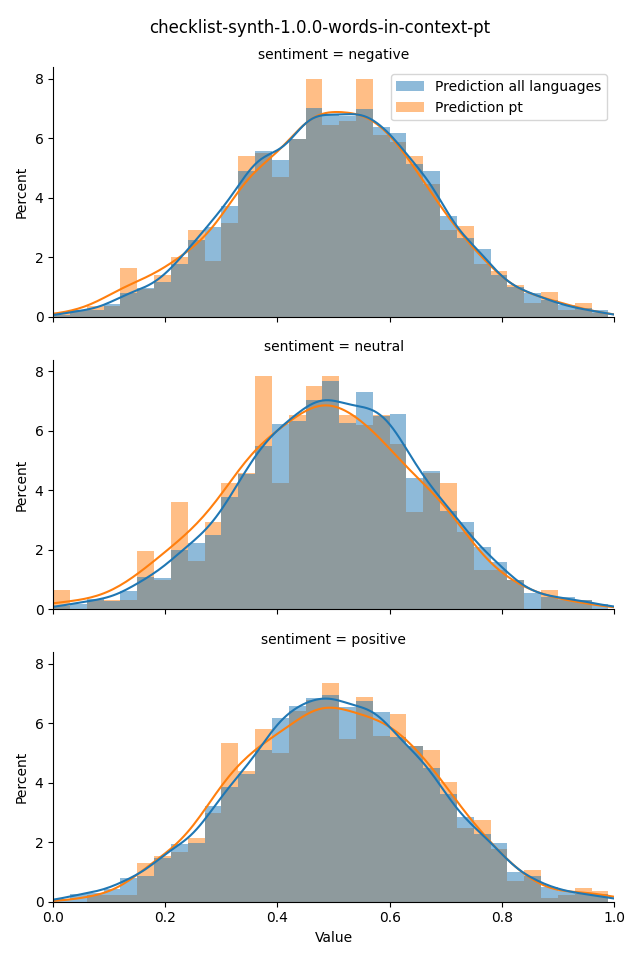 checklist-synth-1.0.0-words-in-context-pt
sentiment = negative
8
6
4
2
0
Percent
Prediction all languages
Prediction pt
sentiment = neutral
8
6
4
2
0
Percent
sentiment = positive
8
6
4
2
0
Percent
0.0 0.2 0.4 0.6 0.8 1.0
Value